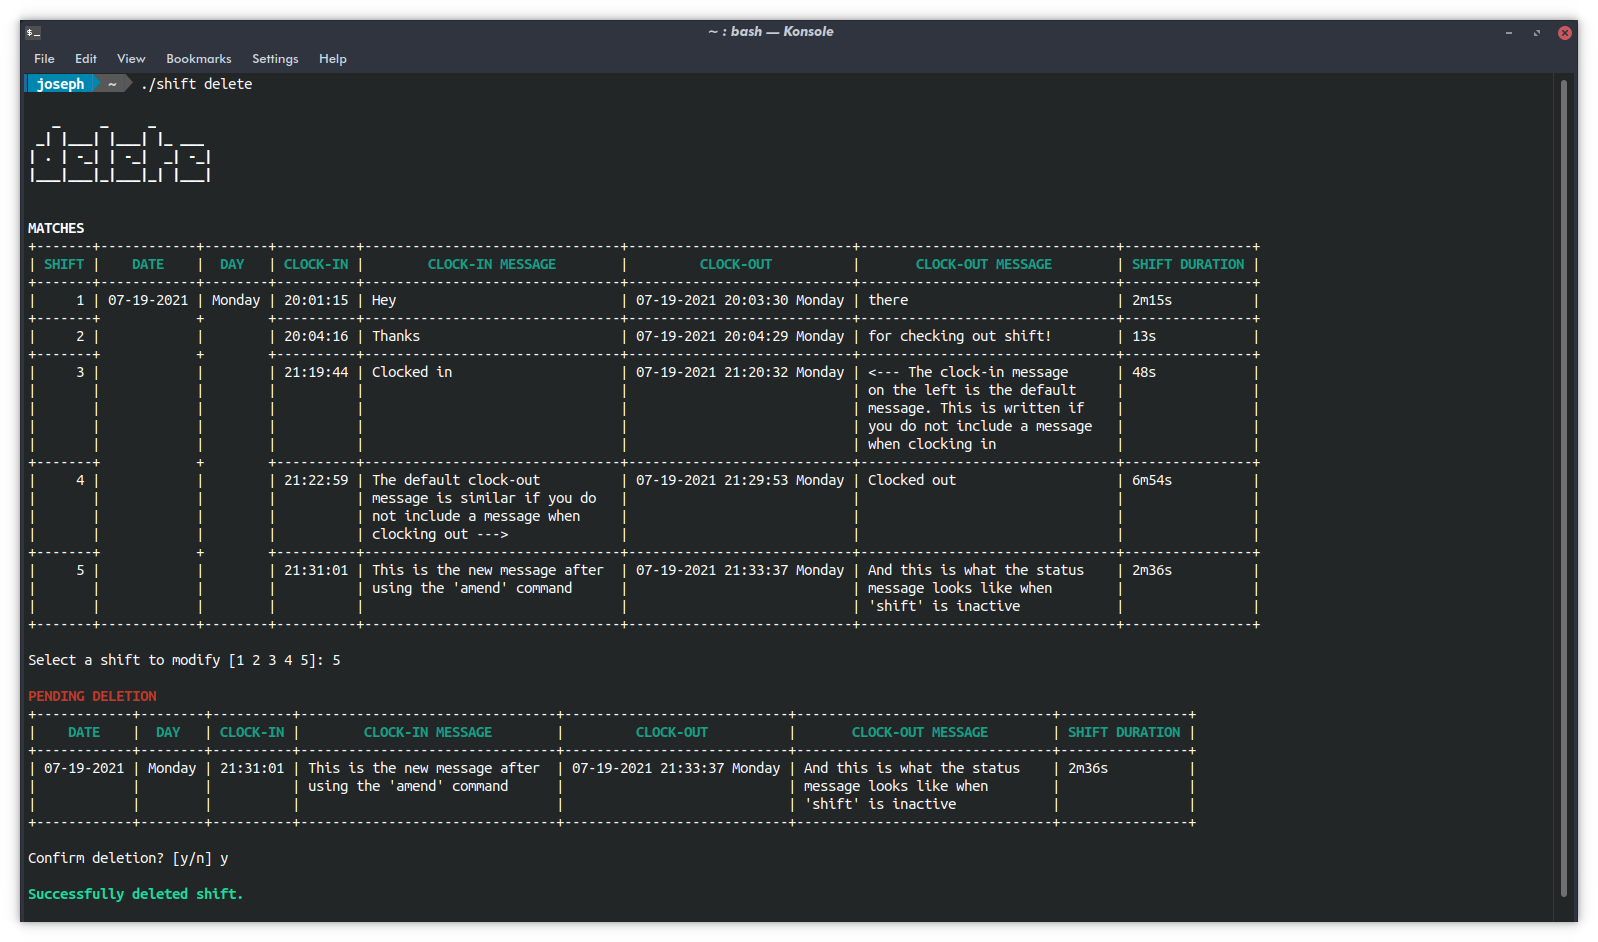 ~ : bash — Konsole
File Edit View Bookmarks Settings Help
joseph ~ ./shift delete
delete
MATCHES
+-------+------------+--------+----------+--------------------------------+----------------------------+--------------------------------+----------------+
| SHIFT |    DATE    |  DAY   | CLOCK-IN |        CLOCK-IN MESSAGE        |         CLOCK-OUT          |       CLOCK-OUT MESSAGE        | SHIFT DURATION |
+-------+------------+--------+----------+--------------------------------+----------------------------+--------------------------------+----------------+
|     1 | 07-19-2021 | Monday | 20:01:15 | Hey                            | 07-19-2021 20:03:30 Monday | there                          | 2m15s          |
+-------+            +        +----------+--------------------------------+----------------------------+--------------------------------+----------------+
|     2 |            |        | 20:04:16 | Thanks                         | 07-19-2021 20:04:29 Monday | for checking out shift!        | 13s            |
+-------+            +        +----------+--------------------------------+----------------------------+--------------------------------+----------------+
|     3 |            |        | 21:19:44 | Clocked in                     | 07-19-2021 21:20:32 Monday | <--- The clock-in message      | 48s            |
|       |            |        |          |                                |                            | on the left is the default     |                |
|       |            |        |          |                                |                            | message. This is written if    |                |
|       |            |        |          |                                |                            | you do not include a message   |                |
|       |            |        |          |                                |                            | when clocking in               |                |
+-------+            +        +----------+--------------------------------+----------------------------+--------------------------------+----------------+
|     4 |            |        | 21:22:59 | The default clock-out          | 07-19-2021 21:29:53 Monday | Clocked out                    | 6m54s          |
|       |            |        |          | message is similar if you do   |                            |                                |                |
|       |            |        |          | not include a message when     |                            |                                |                |
|       |            |        |          | clocking out --->              |                            |                                |                |
+-------+            +        +----------+--------------------------------+----------------------------+--------------------------------+----------------+
|     5 |            |        | 21:31:01 | This is the new message after  | 07-19-2021 21:33:37 Monday | And this is what the status    | 2m36s          |
|       |            |        |          | using the 'amend' command      |                            | message looks like when        |                |
|       |            |        |          |                                |                            | 'shift' is inactive            |                |
+-------+------------+--------+----------+--------------------------------+----------------------------+--------------------------------+----------------+
Select a shift to modify [1 2 3 4 5]: 5
PENDING DELETION
+------------+--------+----------+--------------------------------+----------------------------+--------------------------------+----------------+
|    DATE    |  DAY   | CLOCK-IN |        CLOCK-IN MESSAGE        |         CLOCK-OUT          |       CLOCK-OUT MESSAGE        | SHIFT DURATION |
+------------+--------+----------+--------------------------------+----------------------------+--------------------------------+----------------+
| 07-19-2021 | Monday | 21:31:01 | This is the new message after  | 07-19-2021 21:33:37 Monday | And this is what the status    | 2m36s          |
|            |        |          | using the 'amend' command      |                            | message looks like when        |                |
|            |        |          |                                |                            | 'shift' is inactive            |                |
+------------+--------+----------+--------------------------------+----------------------------+--------------------------------+----------------+
Confirm deletion? [y/n] y
Successfully deleted shift.